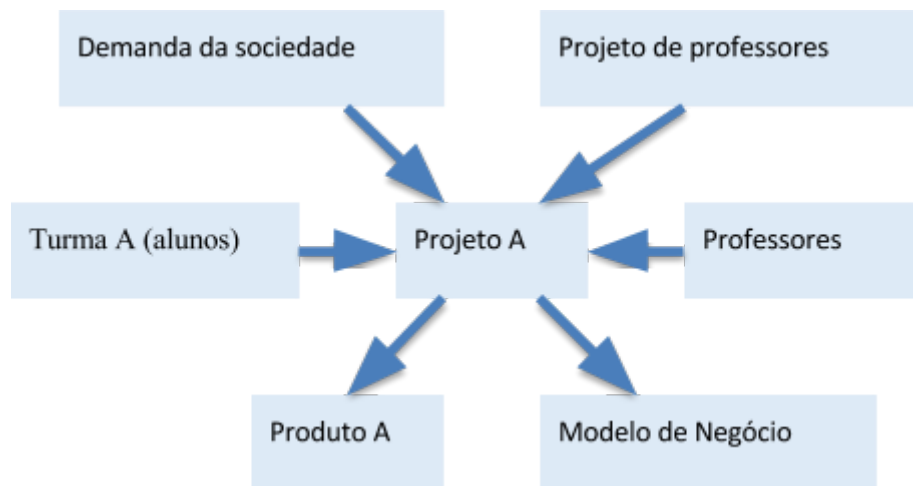 Demanda da sociedade
Projeto de professores
Turma A (alunos)
Projeto A
Professores
Produto A
Modelo de Negócio